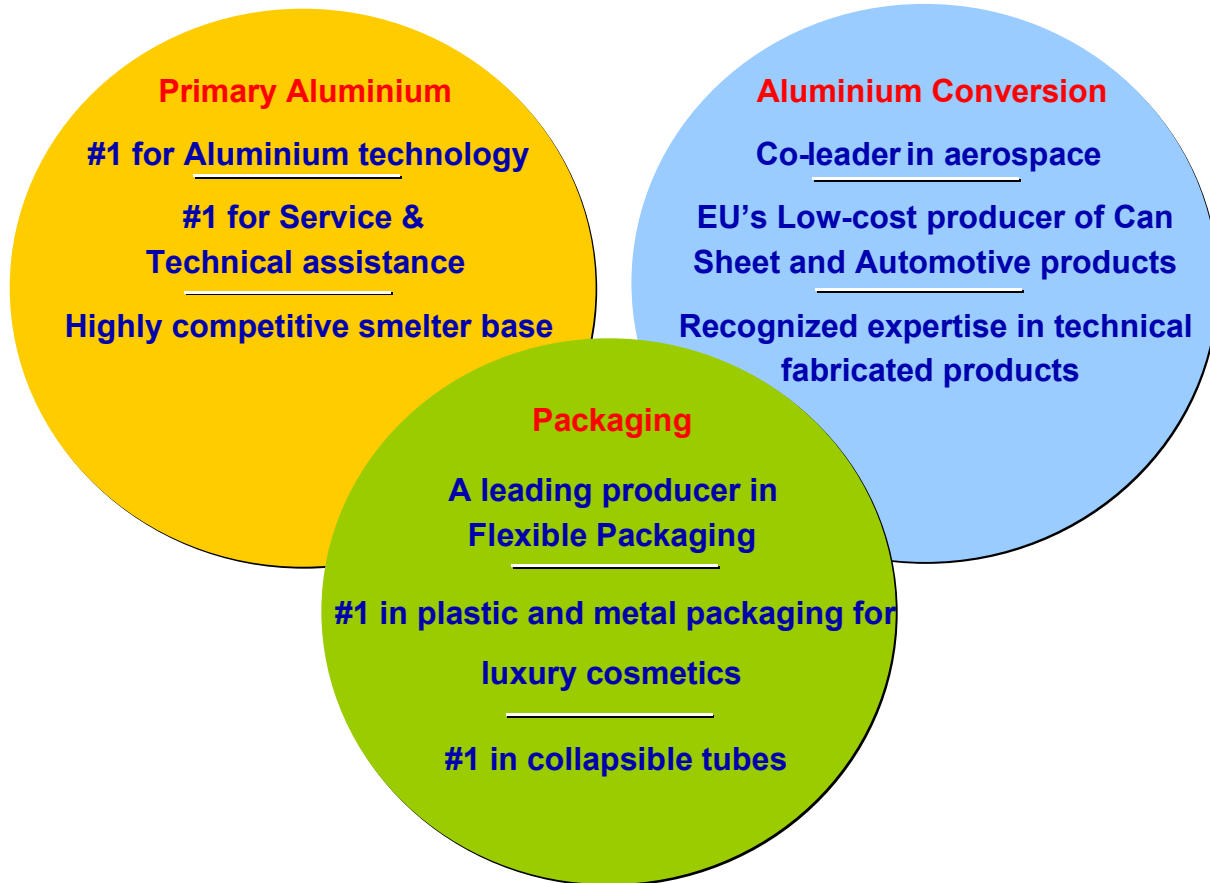 Primary Aluminium
#1 for Aluminium technology
#1 for Service &
Technical assistance
Highly competitive smelter base
Aluminium Conversion
Co-leader in aerospace
EU's Low-cost producer of Can
Sheet and Automotive products
Recognized expertise in technical
fabricated products
Packaging
A leading producer in
Flexible Packaging
#1 in plastic and metal packaging for
luxury cosmetics
#1 in collapsible tubes